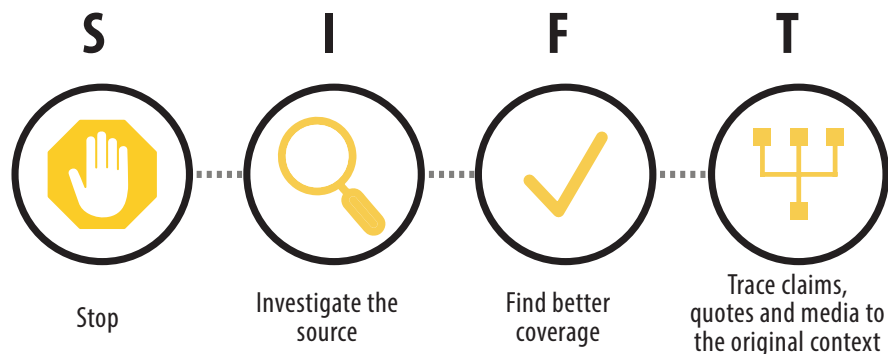 S I F T
Stop
Investigate the
source
Find better
coverage
Trace claims,
quotes and media to
the original context